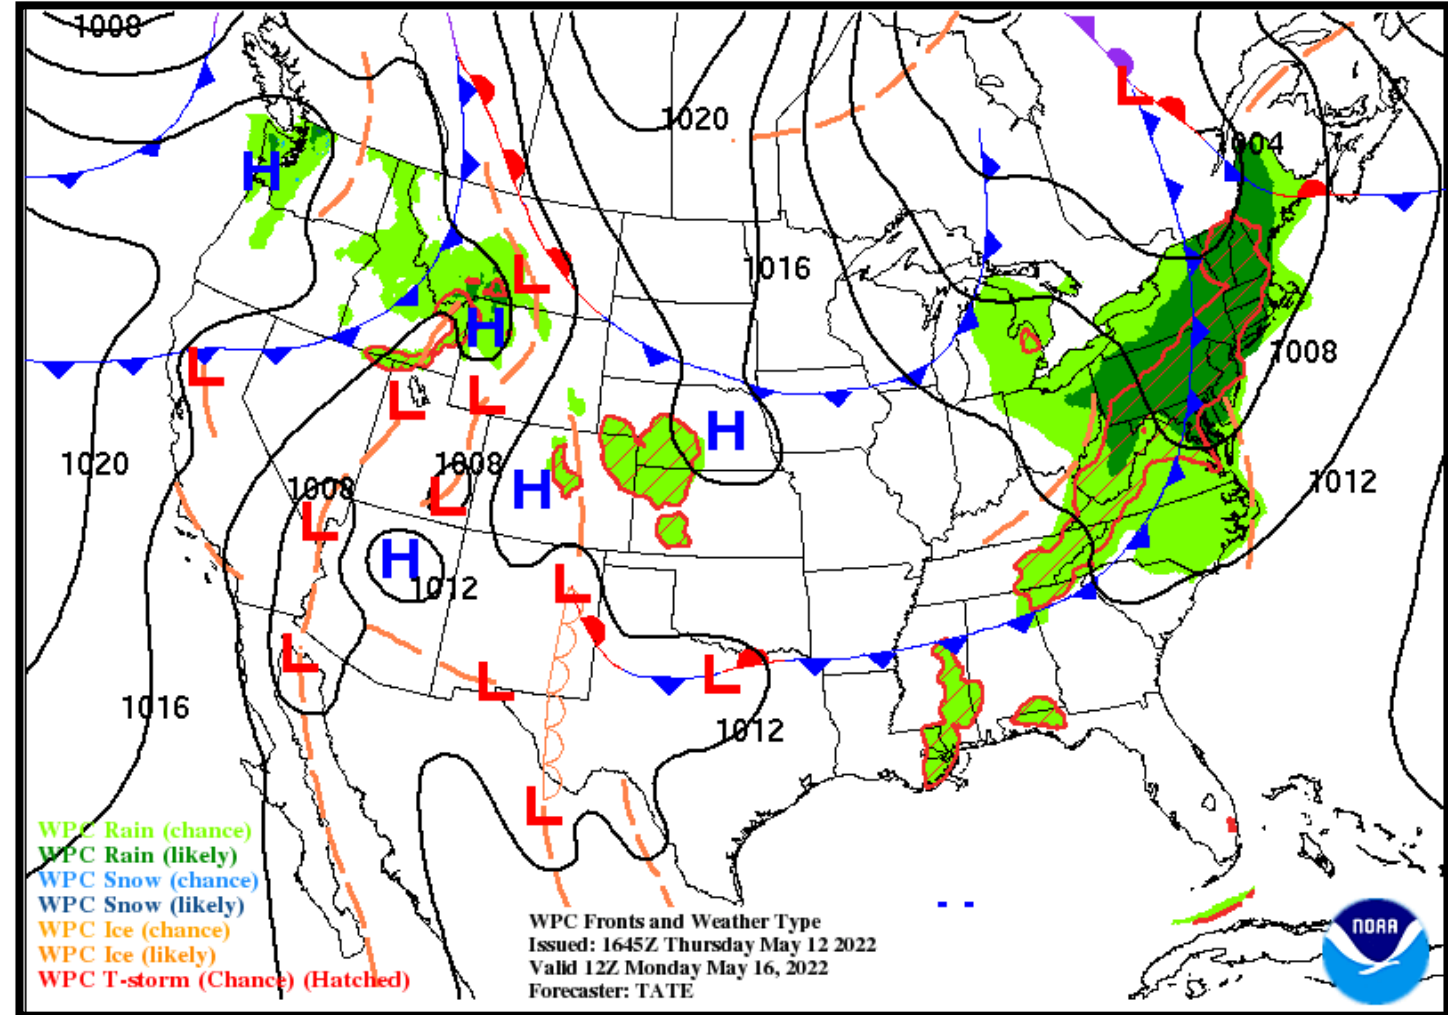 1008
1020
1004
1016
1008
1020
1008
1008
1012
1012
1016
1012
WPC Rain (chance)
WPC Rain (likely)
WPC Snow (chance)
WPC Snow (likely)
WPC Ice (chance)
WPC Ice (likely)
WPC T-storm (Chance) (Hatched)
WPC Fronts and Weather Type
Issued: 1645Z Thursday May 12 2022
Valid 12Z Monday May 16, 2022
Forecaster: TATE
NOAA
L
H
L
H
L
L
L
H
H
L
L
H
L
L
L
L
L